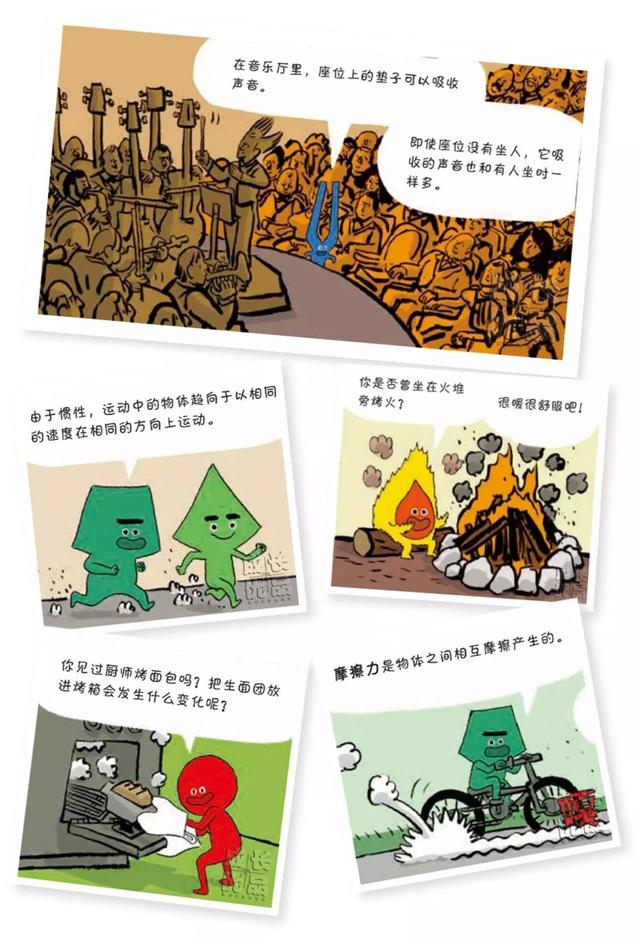 在音乐厅里，座位上的垫子可以吸收
声音。
即使座位没有坐人，它吸
收的声音也和有人坐时一
样多。
由于惯性，运动中的物体趋向于以相同
的速度在相同的方向上运动。
你是否曾坐在火堆
旁烤火？
很暖很舒服吧！
你见过厨师烤面包吗？把生面团放
进烤箱会发生什么变化呢？
摩擦力是物体之间相互摩擦产生的。